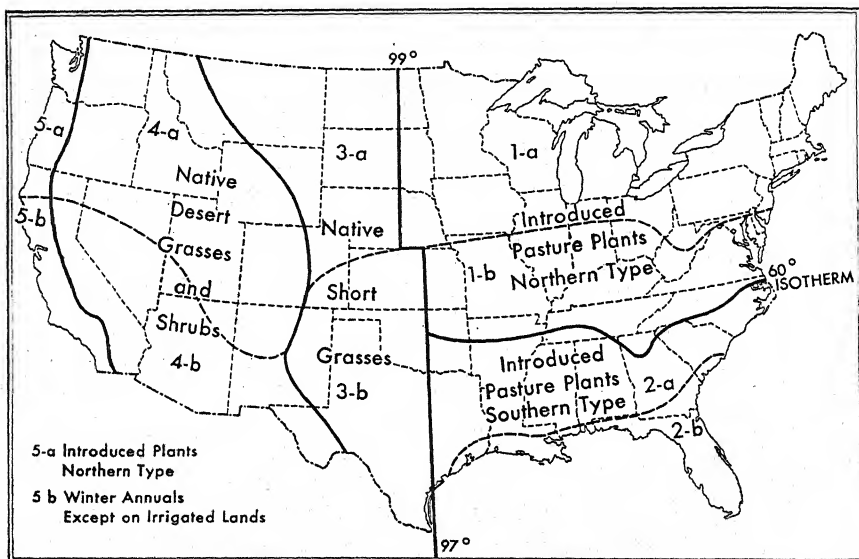 99°
5-a
4-a
3-a
1-a
Native
5-b
Desert
Native
Introduced
Grasses
Pasture Plants
and
Short
1-b
Northern Type
60°
ISOTHERM
Shrubs
4-b
Grasses
3-b
Introduced
Pasture Plants
Southern Type
2-a
2-b
5-a Introduced Plants
Northern Type
5 b Winter Annuals
Except on Irrigated Lands
97°